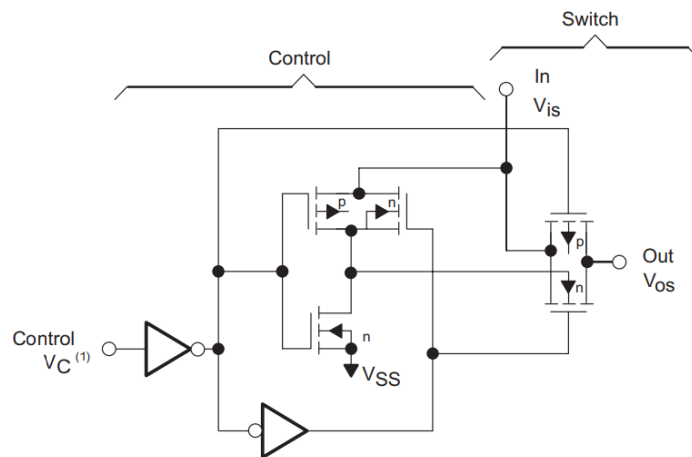 Switch
Control
In
Vis
p
n
p
Out
Vos
n
n
Control
VC (1)
VSS